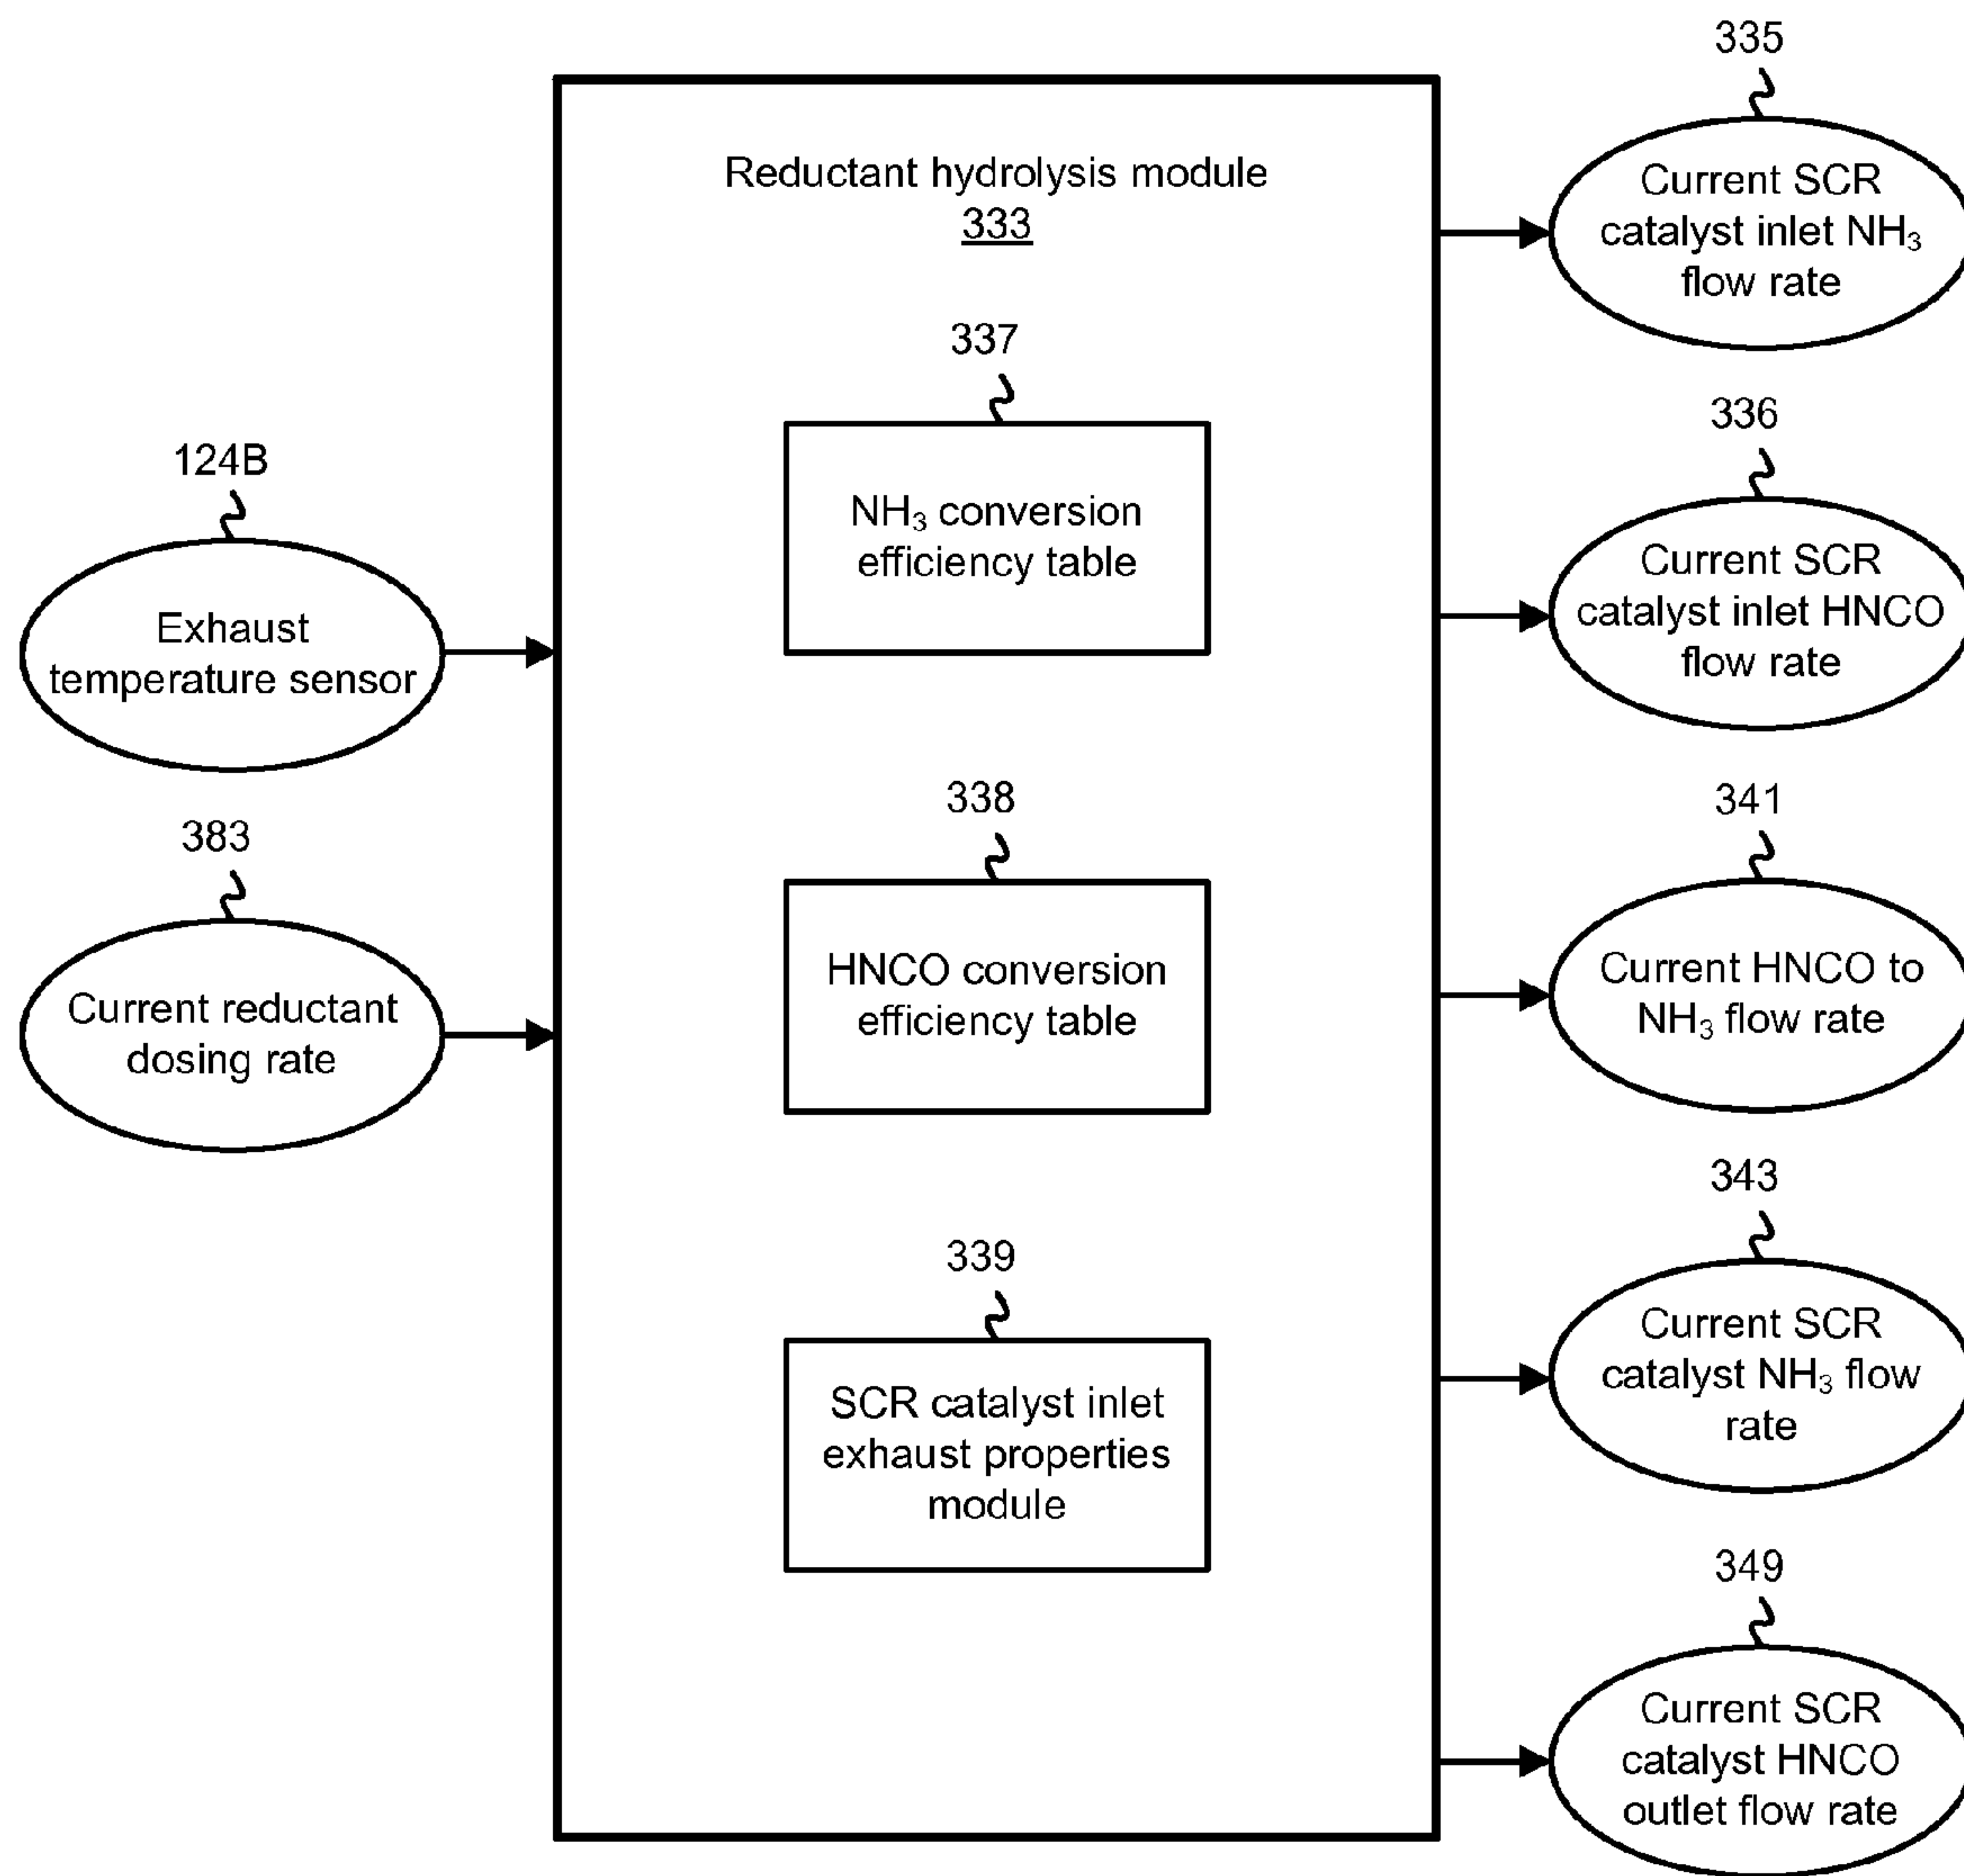 335
Current SCR
catalyst inlet NH₃
flow rate
Reductant hydrolysis module
333
337
NH₃ conversion
efficiency table
336
Current SCR
catalyst inlet HNCO
flow rate
124B
Exhaust
temperature sensor
338
HNCO conversion
efficiency table
341
Current HNCO to
NH₃ flow rate
383
Current reductant
dosing rate
339
SCR catalyst inlet
exhaust properties
module
343
Current SCR
catalyst NH₃ flow
rate
349
Current SCR
catalyst HNCO
outlet flow rate